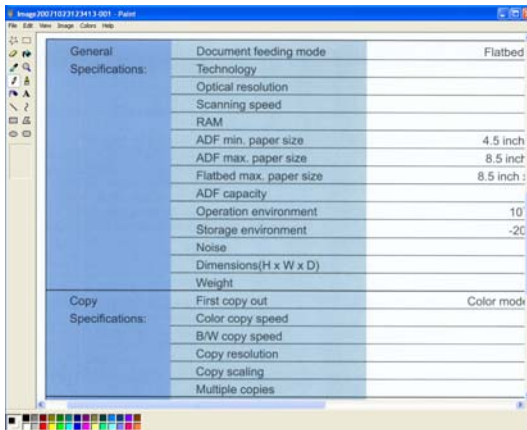 Image20071023123413-001 - Paint
File Edit View Image Colors Help
General Document feeding mode Flatbed
Specifications: Technology
Optical resolution
Scanning speed
RAM
ADF min. paper size 4.5 inch
ADF max. paper size 8.5 inch
Flatbed max. paper size 8.5 inch
ADF capacity
Operation environment 10
Storage environment -20
Noise
Dimensions(H x W x D)
Weight
Copy First copy out Color mode
Specifications: Color copy speed
B/W copy speed
Copy resolution
Copy scaling
Multiple copies